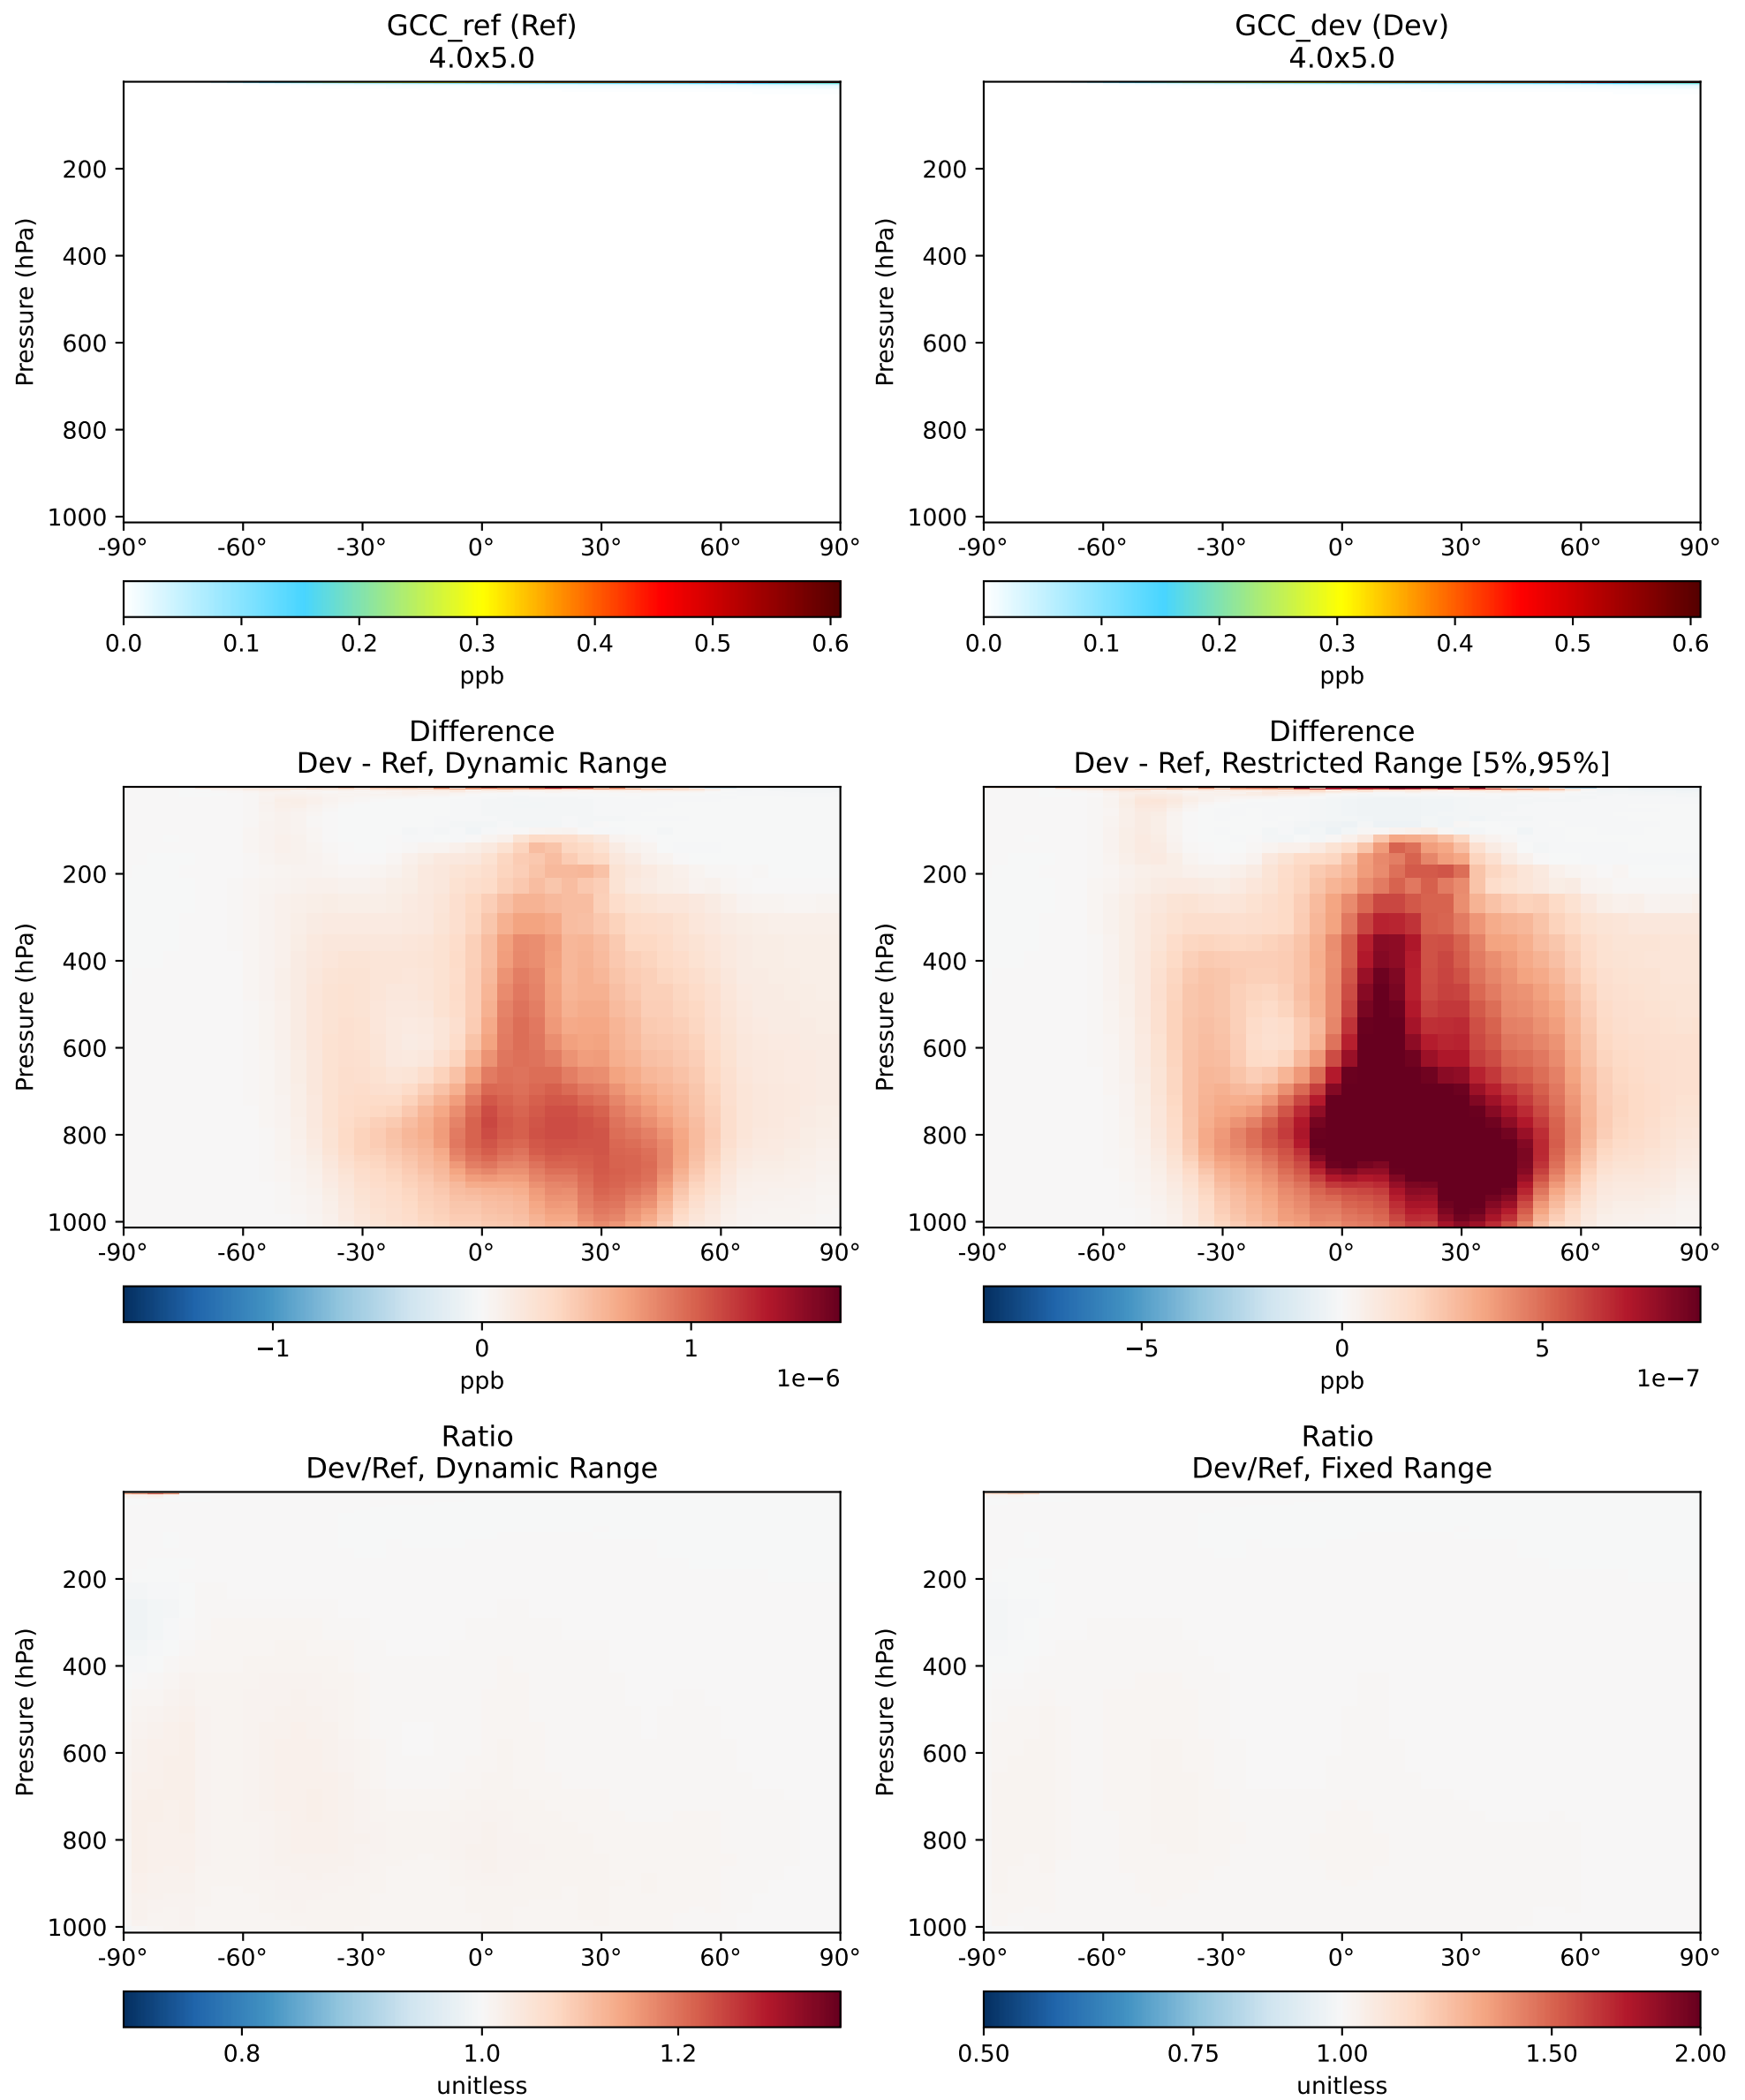 GCC_ref (Ref)
4.0x5.0
Pressure (hPa)
200
400
600
800
1000
-90° -60° -30° 0° 30° 60° 90°
0.0 0.1 0.2 0.3 0.4 0.5 0.6
ppb
GCC_dev (Dev)
4.0x5.0
Pressure (hPa)
200
400
600
800
1000
-90° -60° -30° 0° 30° 60° 90°
0.0 0.1 0.2 0.3 0.4 0.5 0.6
ppb
Difference
Dev - Ref, Dynamic Range
Pressure (hPa)
200
400
600
800
1000
-90° -60° -30° 0° 30° 60° 90°
−1 0 1
ppb 1e−6
Difference
Dev - Ref, Restricted Range [5%,95%]
Pressure (hPa)
200
400
600
800
1000
-90° -60° -30° 0° 30° 60° 90°
−5 0 5
ppb 1e−7
Ratio
Dev/Ref, Dynamic Range
Pressure (hPa)
200
400
600
800
1000
-90° -60° -30° 0° 30° 60° 90°
0.8 1.0 1.2
unitless
Ratio
Dev/Ref, Fixed Range
Pressure (hPa)
200
400
600
800
1000
-90° -60° -30° 0° 30° 60° 90°
0.50 0.75 1.00 1.50 2.00
unitless